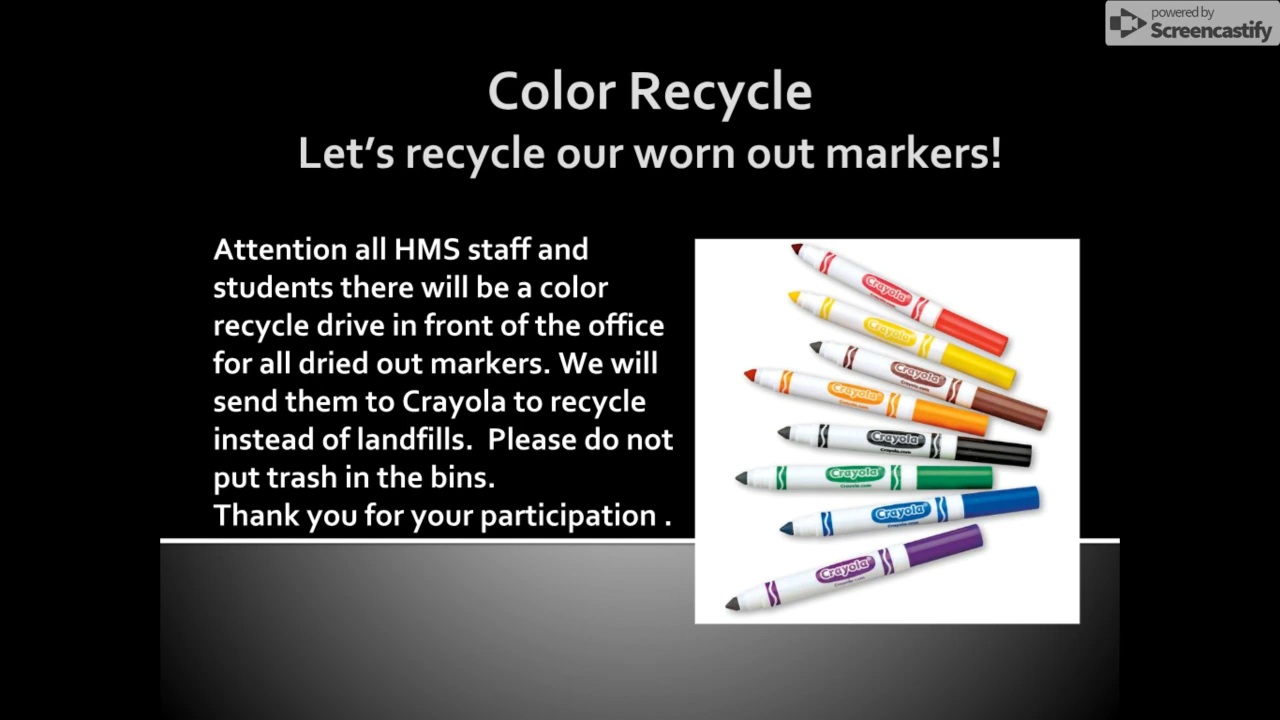 powered by
Screencastify
Color Recycle
Let’s recycle our worn out markers!
Attention all HMS staff and
students there will be a color
recycle drive in front of the office
for all dried out markers. We will
send them to Crayola to recycle
instead of landfills.  Please do not
put trash in the bins.
Thank you for your participation .
Crayola
Crayola
Crayola
Crayola
Crayola
Crayola
Crayola
Crayola